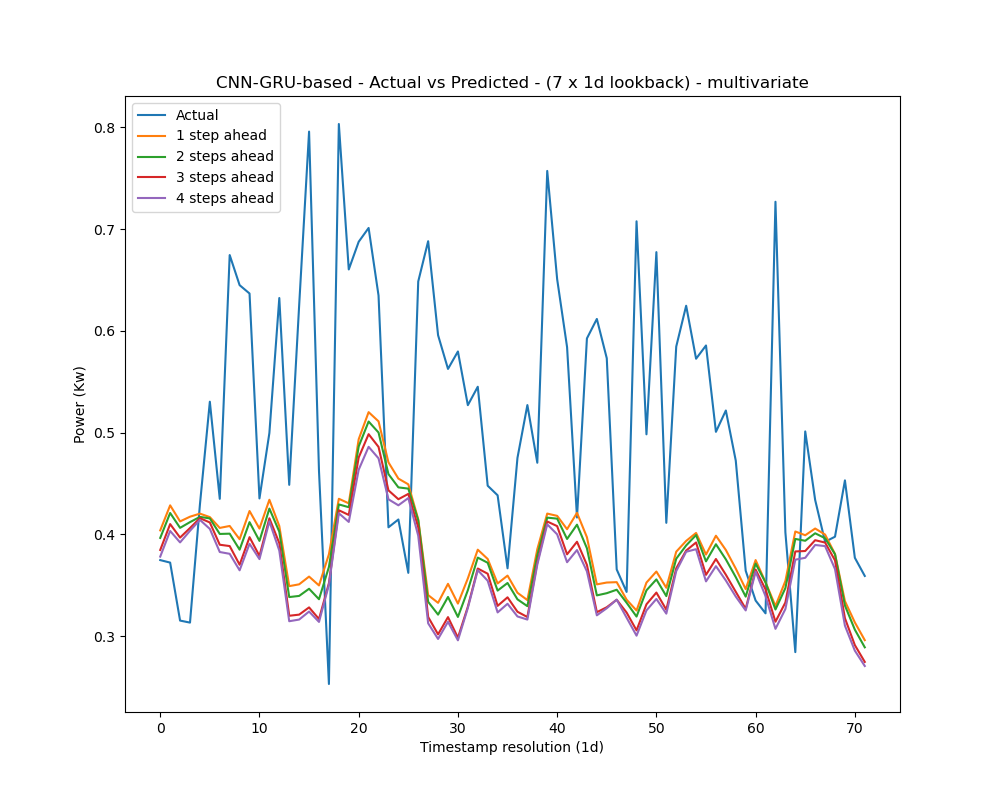 CNN-GRU-based - Actual vs Predicted - (7 x 1d lookback) - multivariate
Actual
1 step ahead
2 steps ahead
3 steps ahead
4 steps ahead
0.8
0.7
0.6
0.5
0.4
0.3
Power (Kw)
0 10 20 30 40 50 60 70
Timestamp resolution (1d)